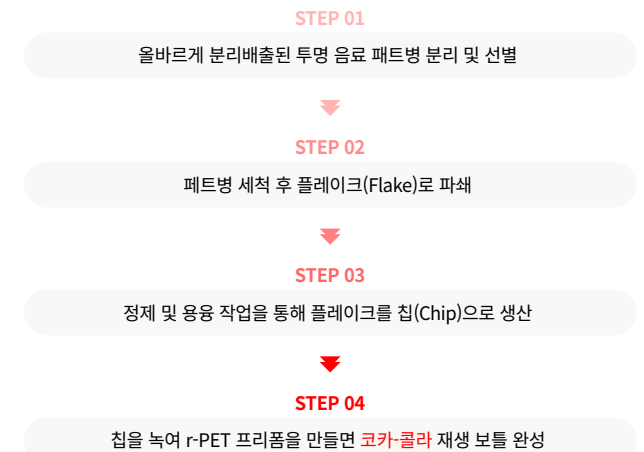 STEP 01
올바르게 분리배출된 투명 음료 패트병 분리 및 선별
STEP 02
페트병 세척 후 플레이크(Flake)로 파쇄
STEP 03
정제 및 용융 작업을 통해 플레이크를 칩(Chip)으로 생산
STEP 04
칩을 녹여 r-PET 프리폼을 만들면 코카-콜라 재생 보틀 완성